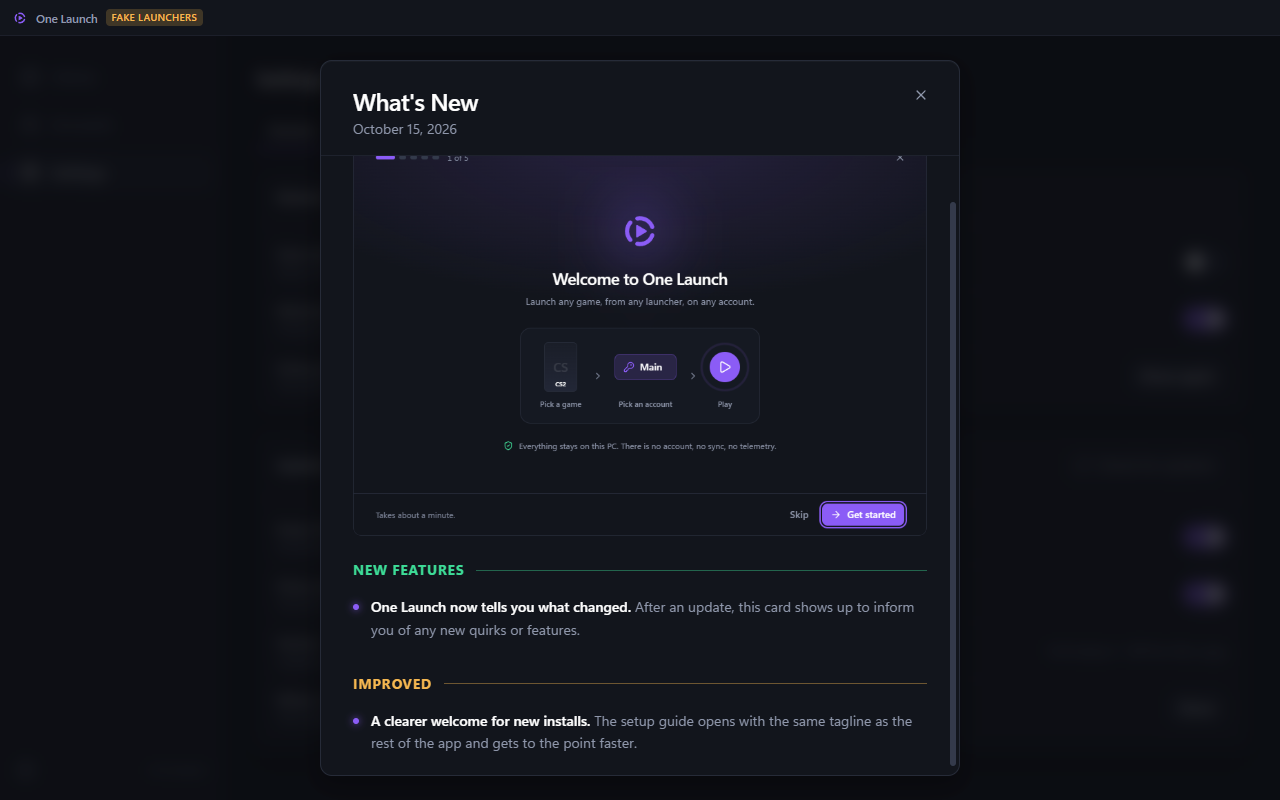 One Launch FAKE LAUNCHERS
What's New
October 15, 2026
1 of 5
Welcome to One Launch
Launch any game, from any launcher, on any account.
CS
CS2
Main
Pick a game
Pick an account
Play
Everything stays on this PC. There is no account, no sync, no telemetry.
Takes about a minute.
Skip
Get started
NEW FEATURES
One Launch now tells you what changed. After an update, this card shows up to inform
you of any new quirks or features.
IMPROVED
A clearer welcome for new installs. The setup guide opens with the same tagline as the
rest of the app and gets to the point faster.